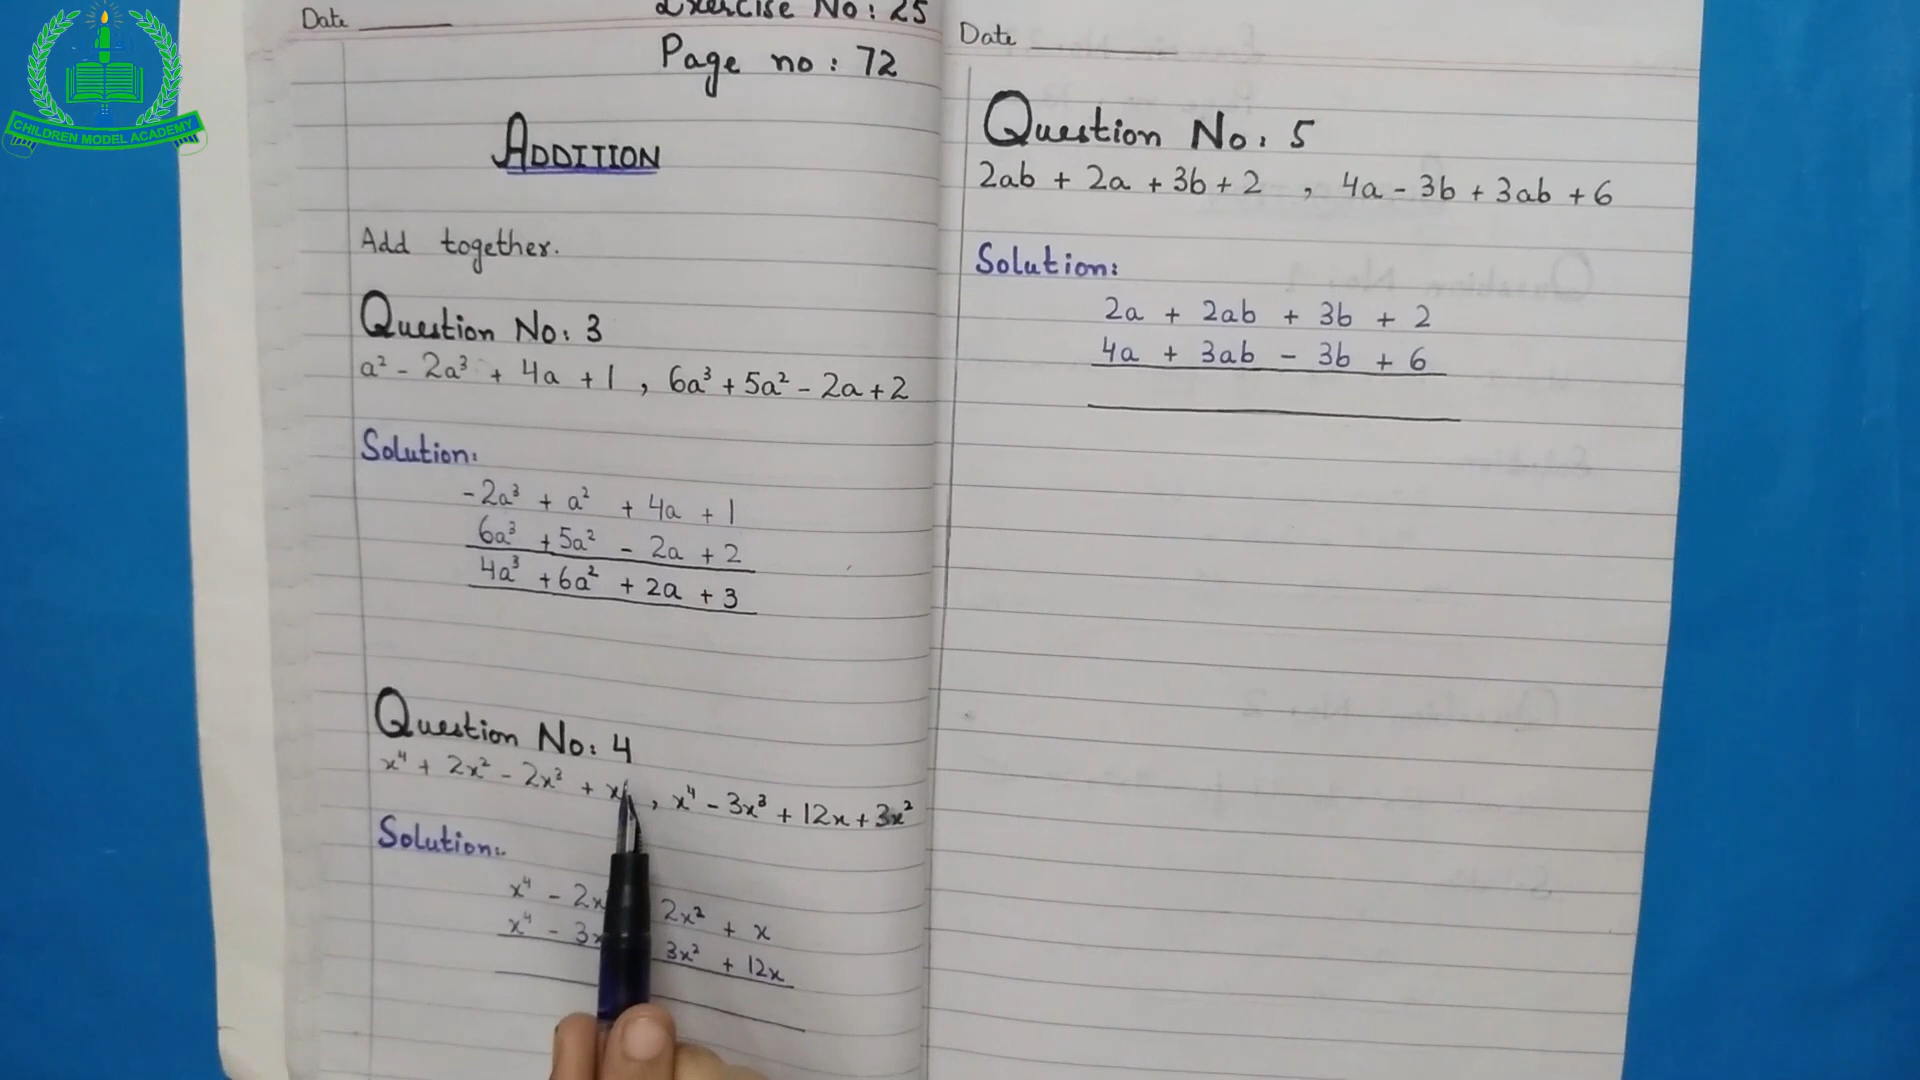 CHILDREN MODEL ACADEMY
Date
Exercise No: 25
Page no: 72
ADDITION
Add together.
Question No: 3
a² - 2a³ + 4a + 1 , 6a³ + 5a² - 2a + 2
Solution:
-2a³ + a² + 4a + 1
6a³ + 5a² - 2a + 2
4a³ + 6a² + 2a + 3
Question No: 4
x⁴ + 2x² - 2x³ + x , x⁴ - 3x³ + 12x + 3x²
Solution:
x⁴ - 2x 2x² + x
x⁴ - 3x 3x² + 12x
Date
Question No: 5
2ab + 2a + 3b + 2 , 4a - 3b + 3ab + 6
Solution:
2a + 2ab + 3b + 2
4a + 3ab - 3b + 6